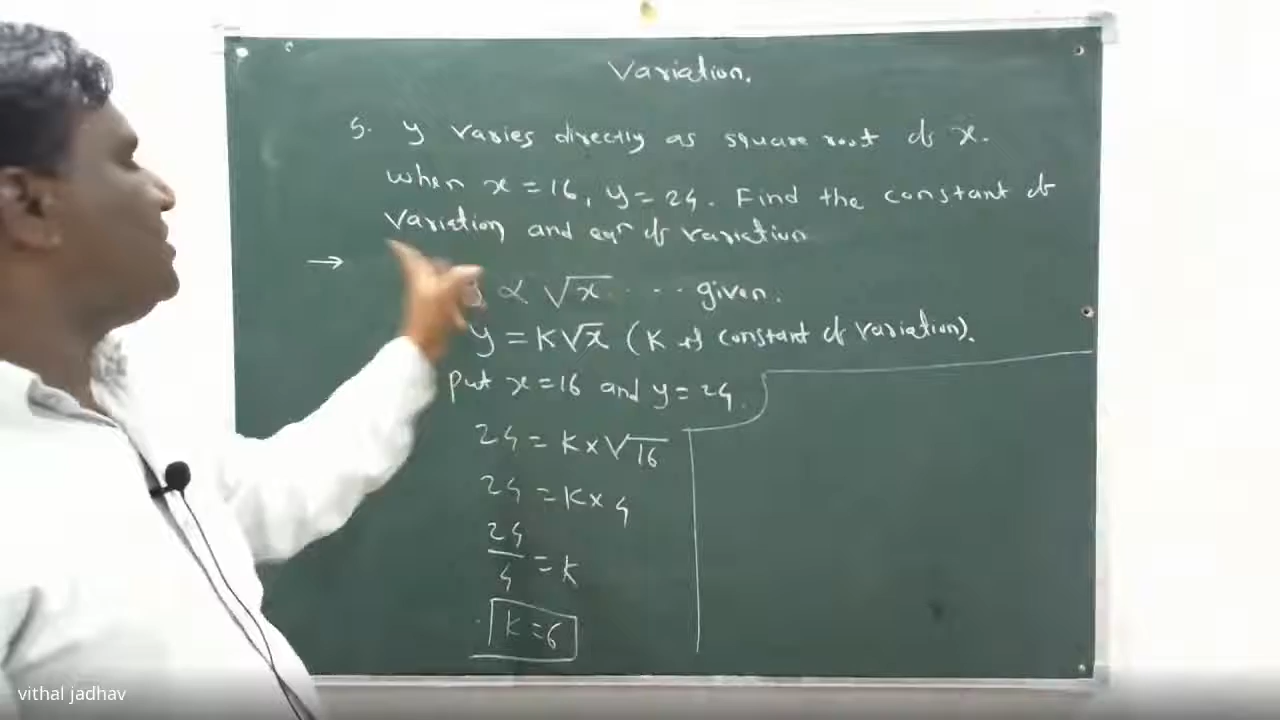 Variation.
5. y varies directly as square root of x.
when x = 16, y = 24. Find the constant of
variation and eqⁿ of variation
→
y ∝ √x ... given.
y = K√x (K is constant of variation).
put x = 16 and y = 24.
24 = K × √16
24 = K × 4
24/4 = K
K = 6
vithal jadhav